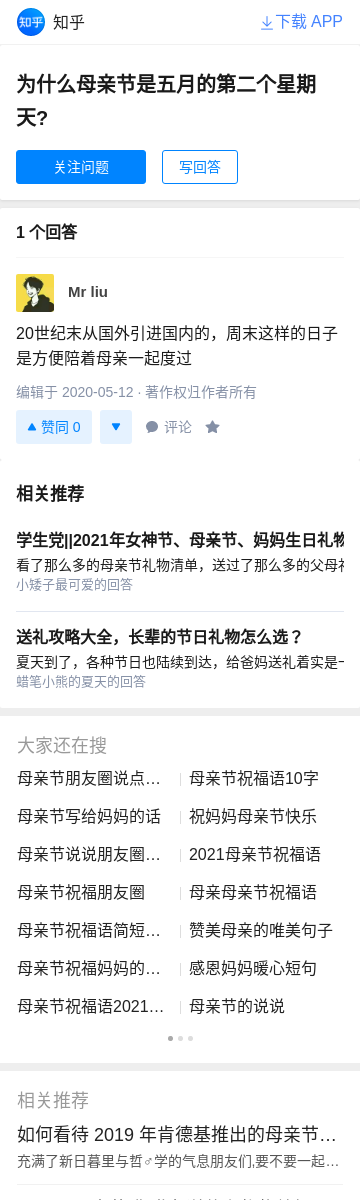 知乎 知乎 下载 APP
为什么母亲节是五月的第二个星期
天?
关注问题 写回答
1 个回答
Mr liu
20世纪末从国外引进国内的，周末这样的日子
是方便陪着母亲一起度过
编辑于 2020-05-12 · 著作权归作者所有
赞同 0 评论
相关推荐
学生党||2021年女神节、母亲节、妈妈生日礼物
看了那么多的母亲节礼物清单，送过了那么多的父母礼
小矮子最可爱的回答
送礼攻略大全，长辈的节日礼物怎么选？
夏天到了，各种节日也陆续到达，给爸妈送礼着实是一
蜡笔小熊的夏天的回答
大家还在搜
母亲节朋友圈说点… 母亲节祝福语10字
母亲节写给妈妈的话 祝妈妈母亲节快乐
母亲节说说朋友圈… 2021母亲节祝福语
母亲节祝福朋友圈 母亲母亲节祝福语
母亲节祝福语简短… 赞美母亲的唯美句子
母亲节祝福妈妈的… 感恩妈妈暖心短句
母亲节祝福语2021… 母亲节的说说
相关推荐
如何看待 2019 年肯德基推出的母亲节…
充满了新日暮里与哲♂学的气息朋友们,要不要一起…